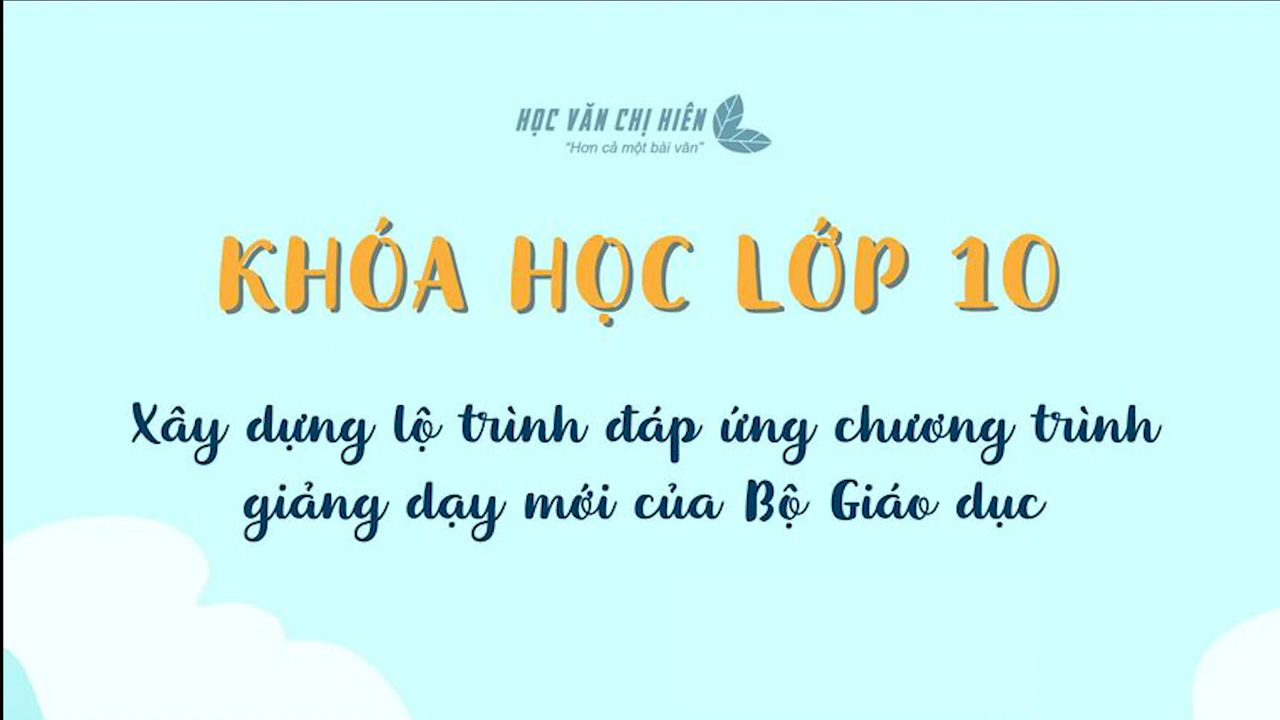 HỌC VĂN CHỊ HIÊN
"Hơn cả một bài văn"
KHÓA HỌC LỚP 10
Xây dựng lộ trình đáp ứng chương trình
giảng dạy mới của Bộ Giáo dục